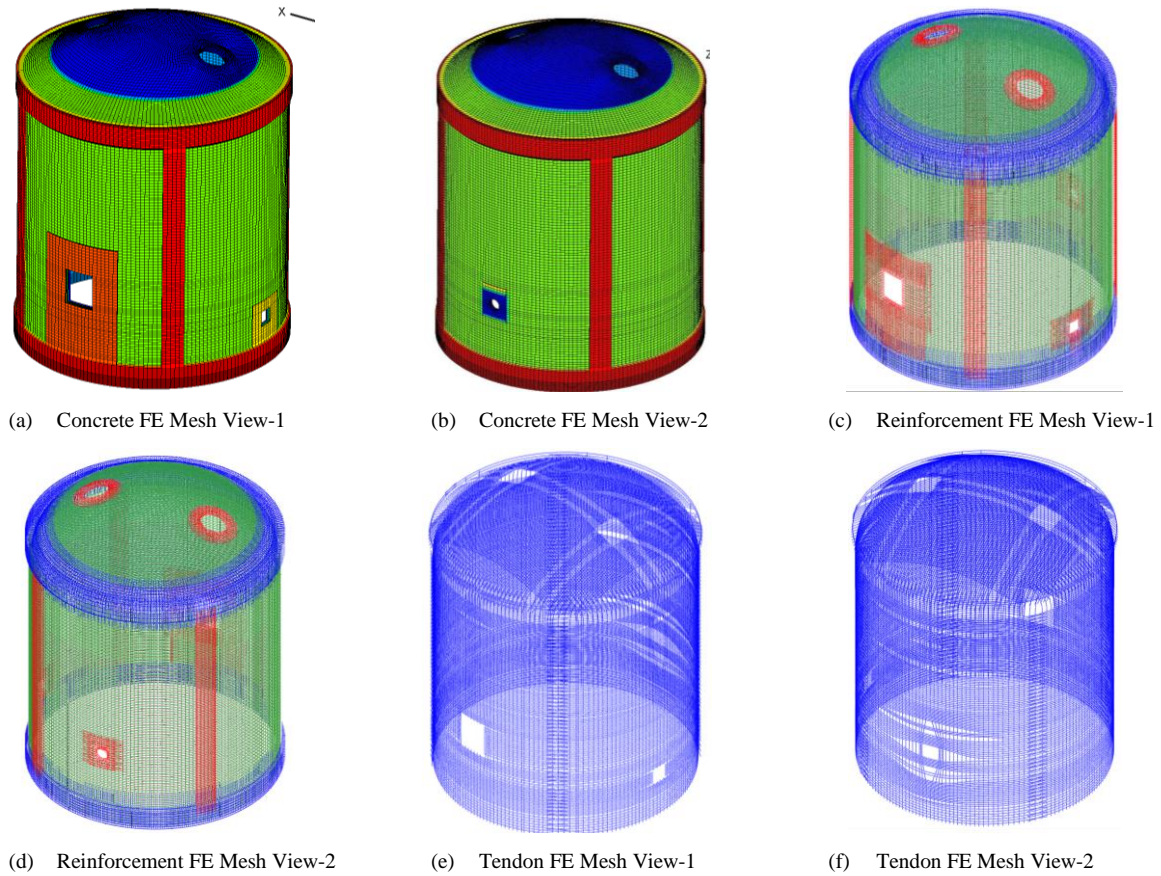 X
Z
(a) Concrete FE Mesh View-1
(b) Concrete FE Mesh View-2
(c) Reinforcement FE Mesh View-1
(d) Reinforcement FE Mesh View-2
(e) Tendon FE Mesh View-1
(f) Tendon FE Mesh View-2